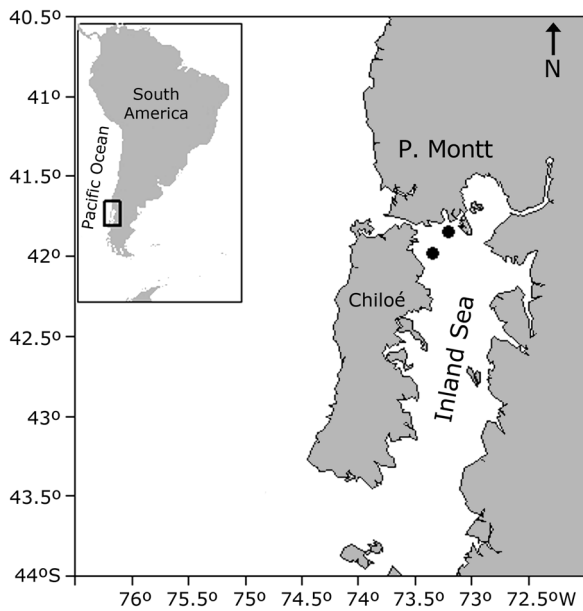 40.5º
41º
41.5º
42º
42.5º
43º
43.5º
44ºS
76º
75.5º
75º
74.5º
74º
73.5º
73º
72.5ºW
South
America
Pacific Ocean
N
P. Montt
Chiloé
Inland Sea